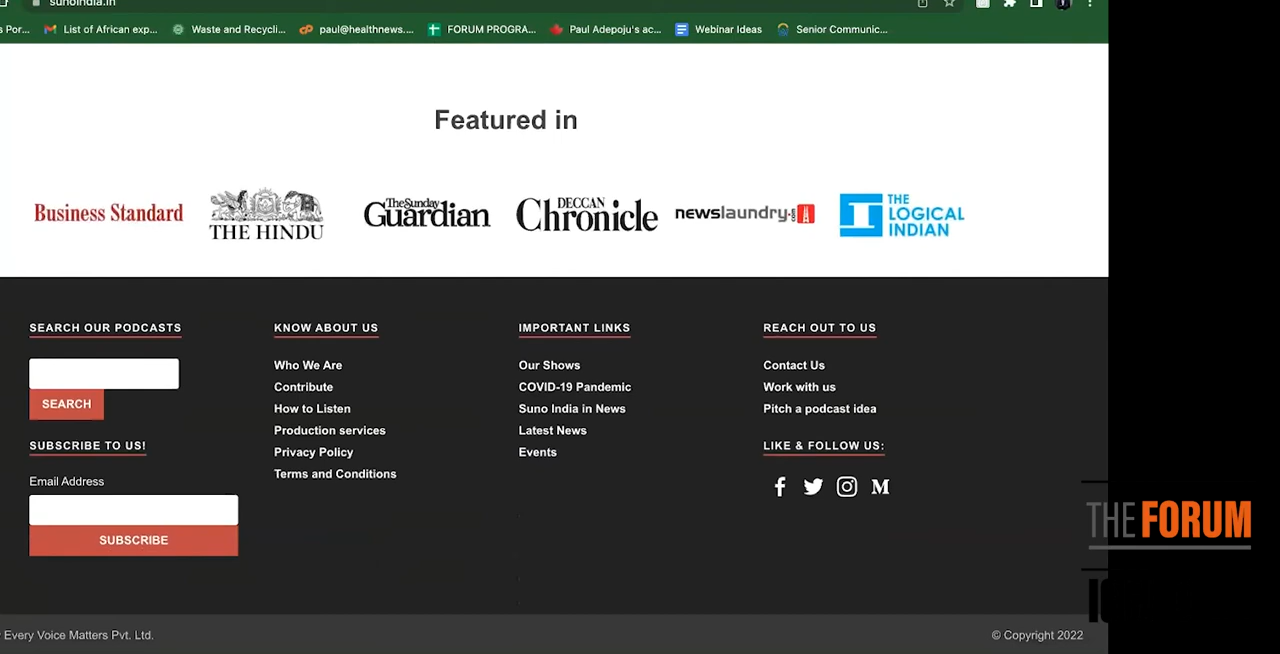 sunoindia.in
s Por... List of African exp... Waste and Recycli... paul@healthnews.... FORUM PROGRA... Paul Adepoju's ac... Webinar Ideas Senior Communic...
Featured in
Business Standard
THE HINDU
The Sunday
Guardian
DECCAN
Chronicle
newslaundry.com
THE
LOGICAL
INDIAN
SEARCH OUR PODCASTS
SEARCH
SUBSCRIBE TO US!
Email Address
SUBSCRIBE
KNOW ABOUT US
Who We Are
Contribute
How to Listen
Production services
Privacy Policy
Terms and Conditions
IMPORTANT LINKS
Our Shows
COVID-19 Pandemic
Suno India in News
Latest News
Events
REACH OUT TO US
Contact Us
Work with us
Pitch a podcast idea
LIKE & FOLLOW US:
THE FORUM
Every Voice Matters Pvt. Ltd.
© Copyright 2022